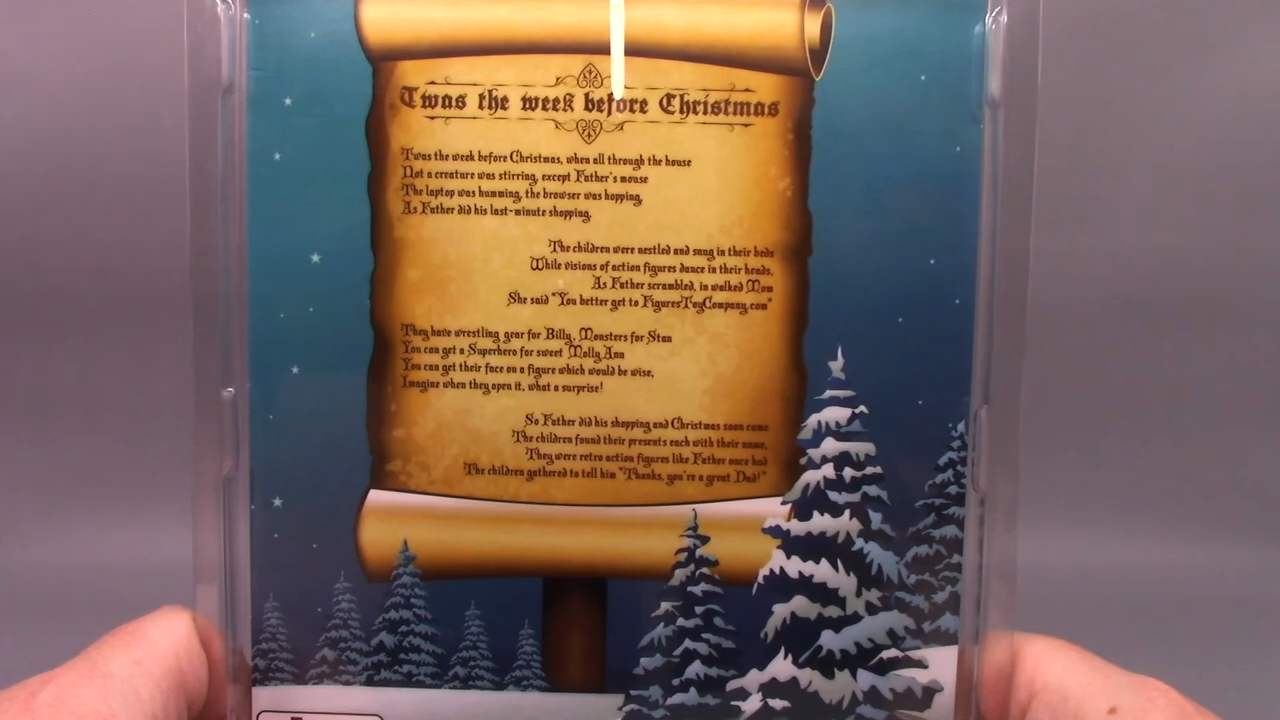 Twas the week before Christmas
Twas the week before Christmas, when all through the house
Not a creature was stirring, except Father's mouse
The laptop was humming, the browser was hopping,
As Father did his last-minute shopping.
The children were nestled and snug in their beds
While visions of action figures dance in their heads.
As Father scrambled, in walked Mom
She said "You better get to FiguresToyCompany.com"
They have wrestling gear for Billy, Monsters for Stan
You can get a Superhero for sweet Molly Ann
You can get their face on a figure which would be wise,
Imagine when they open it, what a surprise!
So Father did his shopping and Christmas soon came
The children found their presents each with their name.
They were retro action figures like Father once had
The children gathered to tell him "Thanks, you're a great Dad!"